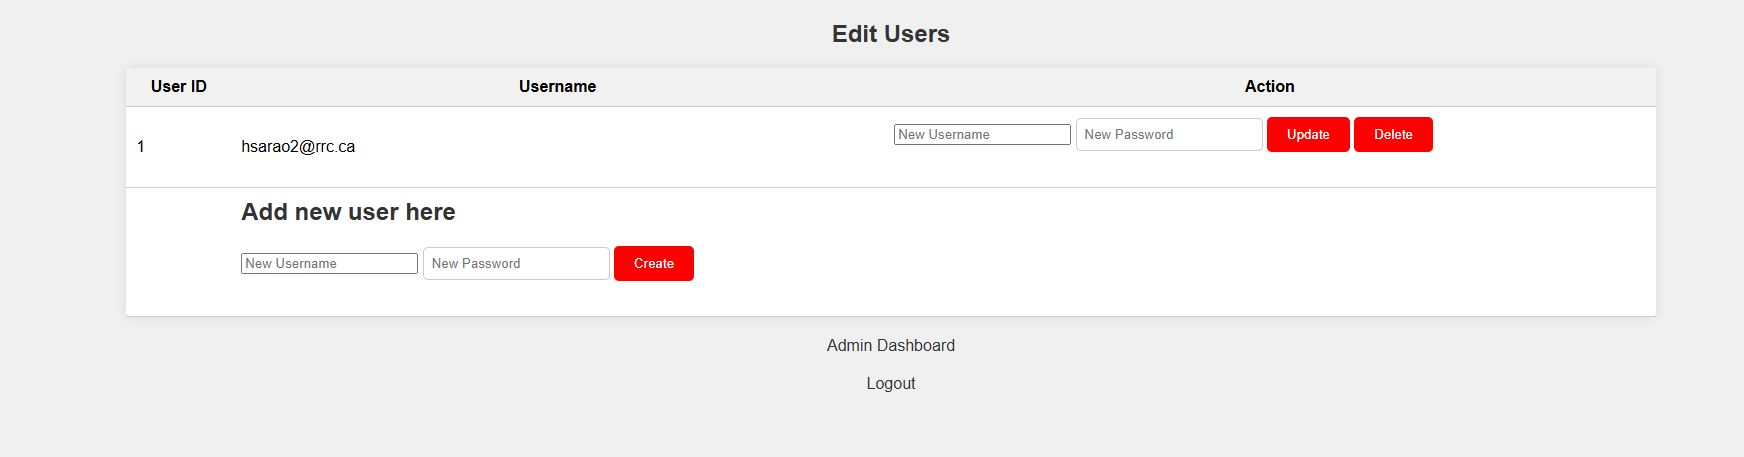 Edit Users
User ID Username Action
1 hsarao2@rrc.ca New Username New Password Update Delete
Add new user here
New Username New Password Create
Admin Dashboard
Logout